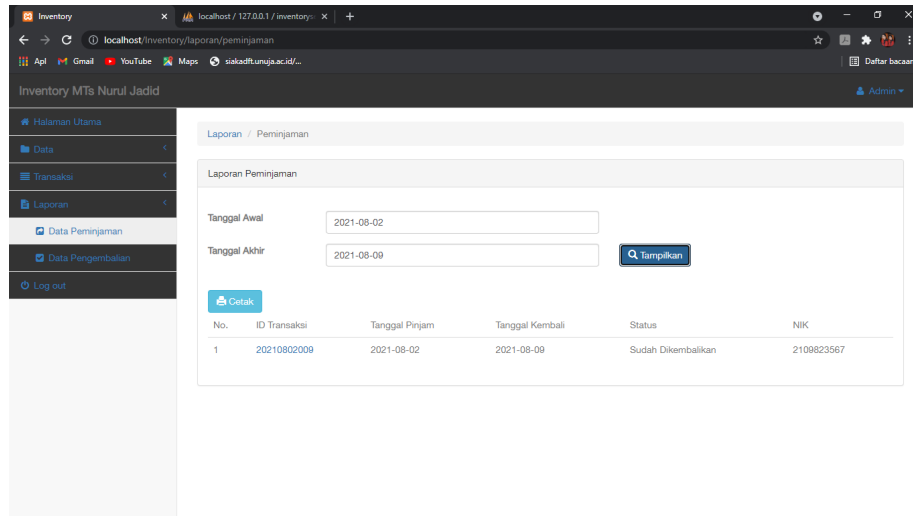 Inventory
localhost / 127.0.0.1 / inventorys
localhost/Inventory/laporan/peminjaman
Apl Gmail YouTube Maps siakadft.unuja.ac.id/... Daftar bacaan
Inventory MTs Nurul Jadid Admin
Halaman Utama
Data
Transaksi
Laporan
Data Peminjaman
Data Pengembalian
Log out
Laporan / Peminjaman
Laporan Peminjaman
Tanggal Awal 2021-08-02
Tanggal Akhir 2021-08-09 Tampilkan
Cetak
No. ID Transaksi Tanggal Pinjam Tanggal Kembali Status NIK
1 20210802009 2021-08-02 2021-08-09 Sudah Dikembalikan 2109823567